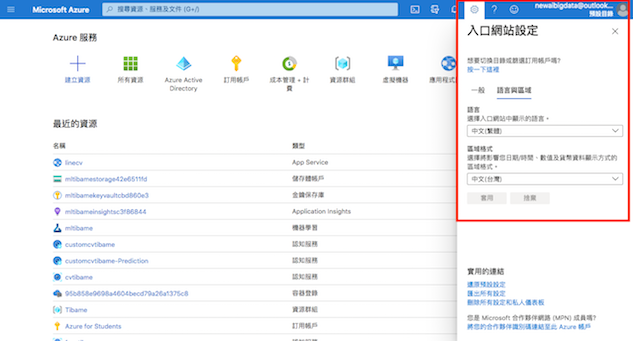 Microsoft Azure
搜尋資源、服務及文件 (G+/)
newaibigdata@outlook...
預設目錄
Azure 服務
建立資源
所有資源
Azure Active
Directory
訂用帳戶
成本管理 + 計
費
資源群組
虛擬機器
應用程式
最近的資源
名稱
類型
linecv
App Service
mltibamestorage42e6511fd
儲存體帳戶
mltibamekeyvaultcbd860e3
金鑰保存庫
mltibameinsightsc3f86844
Application Insights
mltibame
機器學習
customcvtibame
認知服務
customcvtibame-Prediction
認知服務
cvtibame
認知服務
95b858e9698a4604becd79a26a1375c8
容器登錄
Tibame
資源群組
Azure for Students
訂用帳戶
入口網站設定
想要切換目錄或篩選訂用帳戶嗎?
按一下這裡
一般
語言與區域
語言
選擇入口網站中顯示的語言。
中文(繁體)
區域格式
選擇將影響您日期/時間、數值及貨幣資料顯示方式的
區域格式。
中文(台灣)
套用
捨棄
實用的連結
還原預設設定
匯出所有設定
刪除所有設定和私人儀表板
您是 Microsoft 合作夥伴網路 (MPN) 成員嗎?
將您的合作夥伴識別碼連結至此 Azure 帳戶